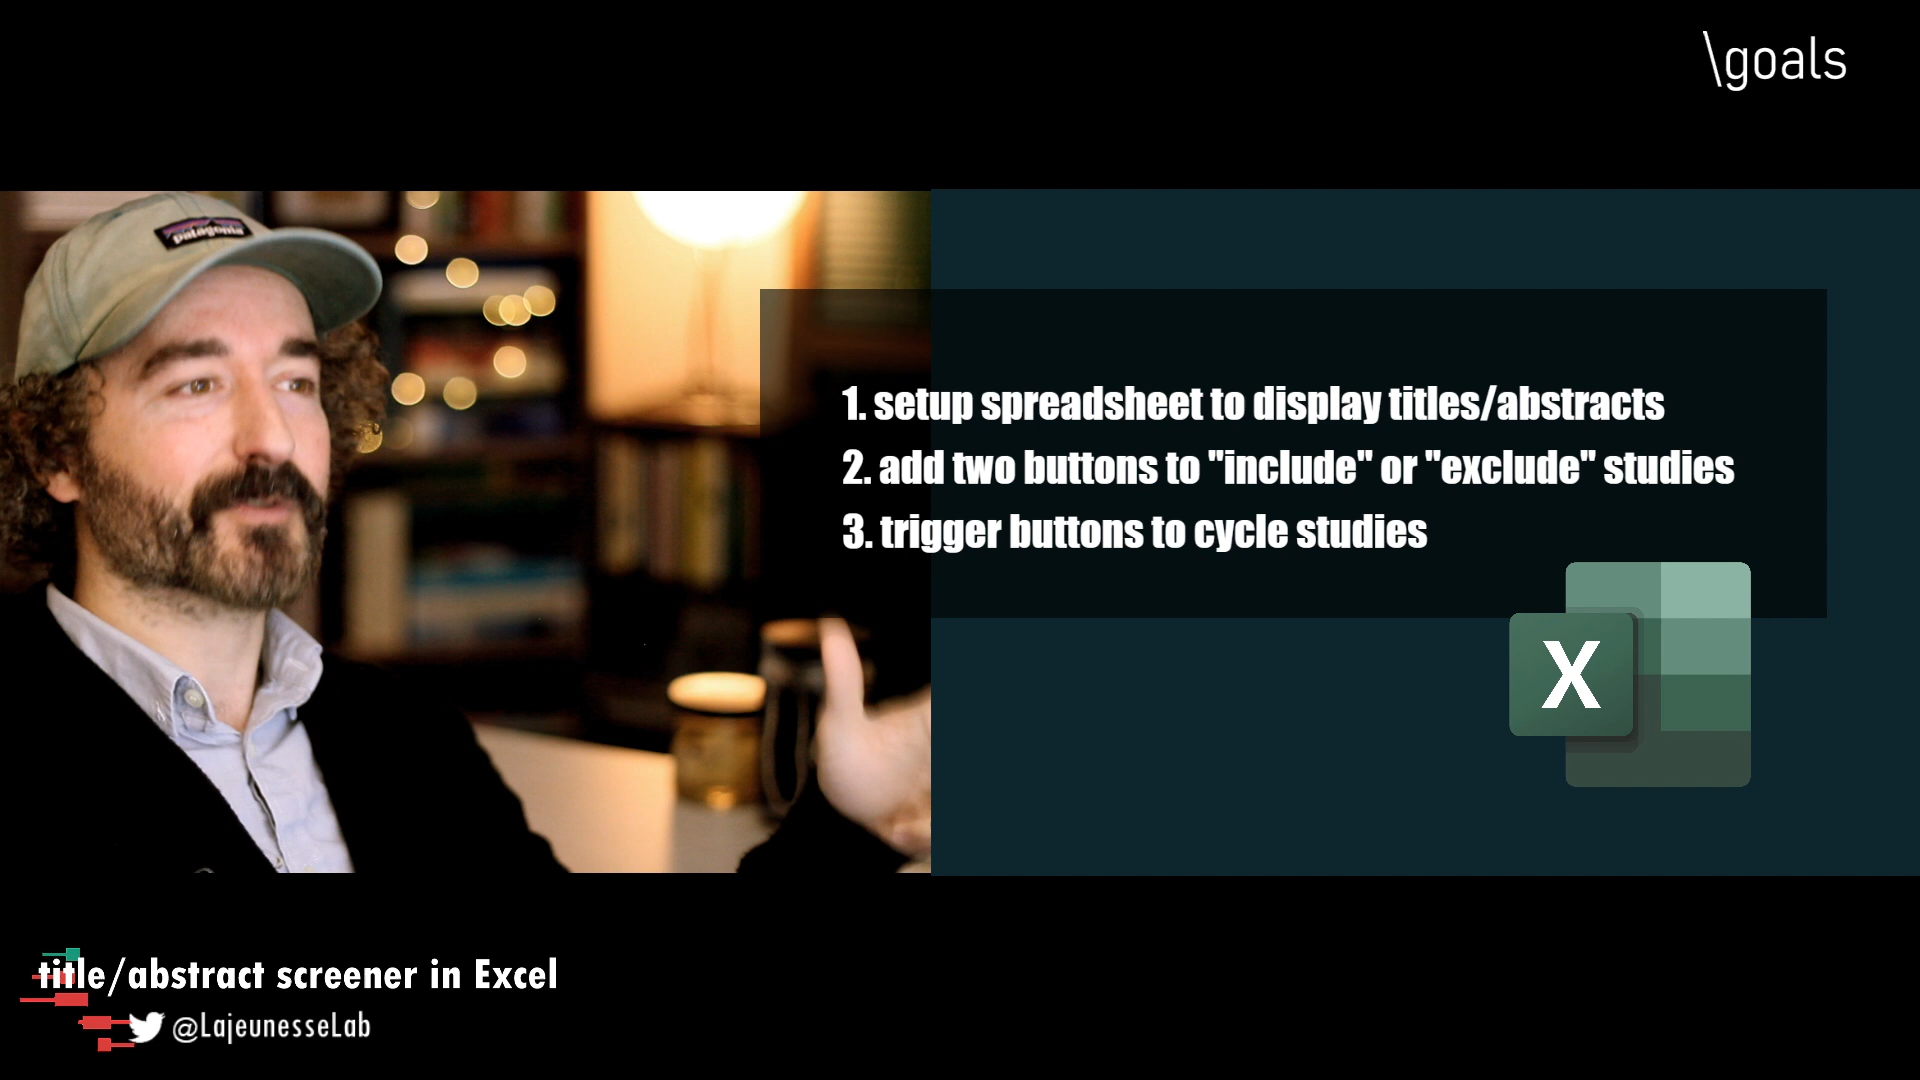 \goals
patagonia
1. setup spreadsheet to display titles/abstracts
2. add two buttons to "include" or "exclude" studies
3. trigger buttons to cycle studies
X
title/abstract screener in Excel
@LajeunesseLab